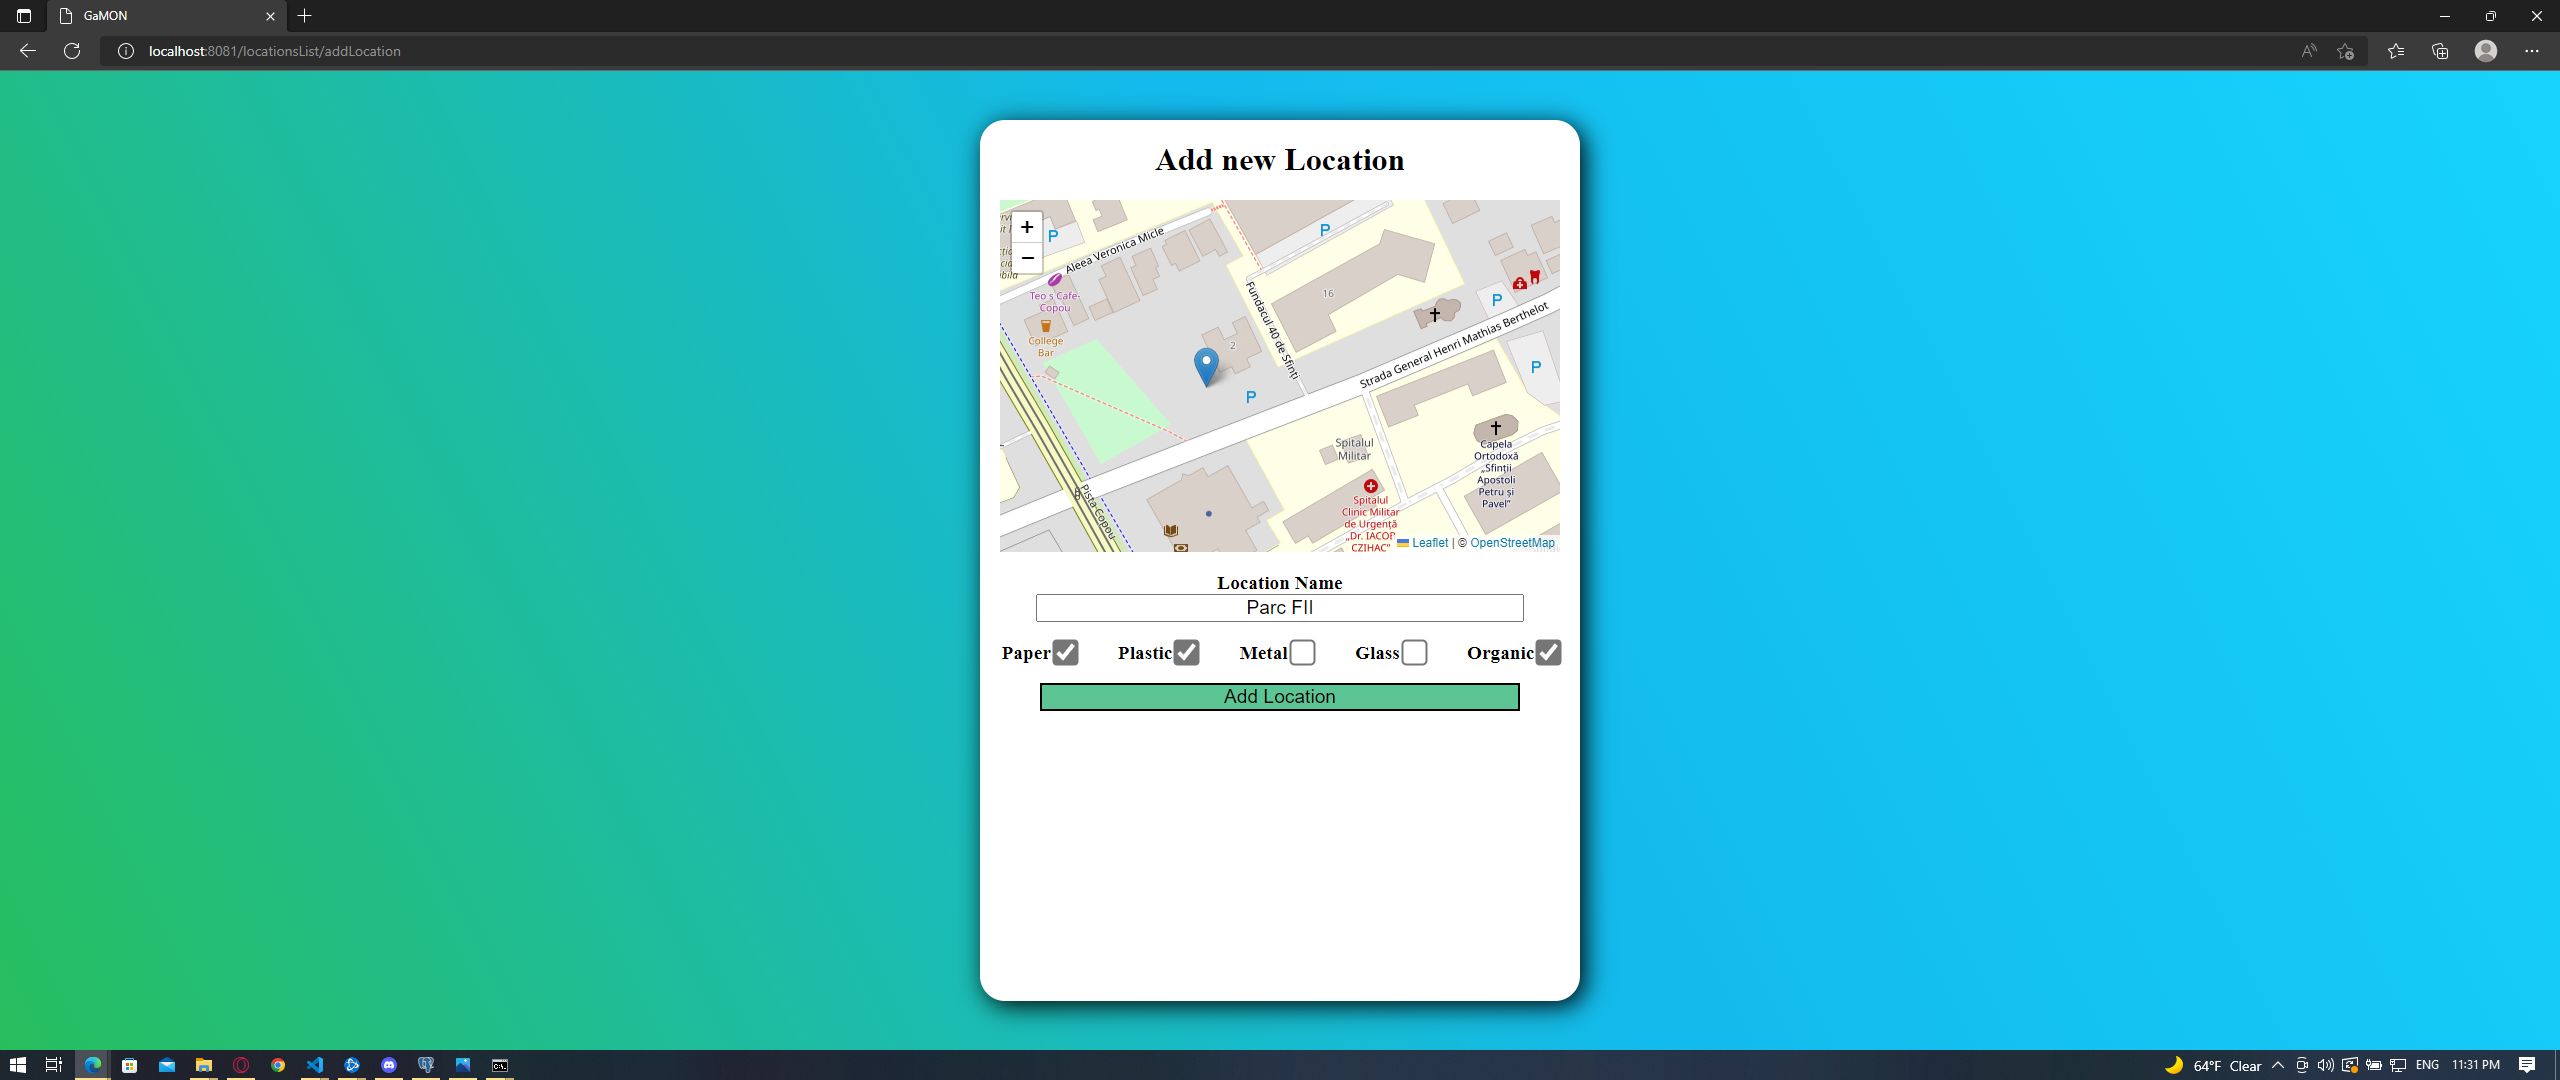 GaMON
localhost:8081/locationsList/addLocation
Add new Location
+
−
Aleea Veronica Micle
Teo s Cafe-
Copou
College
Bar
P
P
P
P
P
16
2
Fundacul 40 de Sfinți
Strada General Henri Mathias Berthelot
Spitalul
Militar
Capela
Ortodoxă
„Sfinții
Apostoli
Petru și
Pavel”
Pista Copou
Spitalul
Clinic Militar
de Urgență
„Dr. IACOB
CZIHAC”
Leaflet | © OpenStreetMap
Location Name
Parc FII
Paper Plastic Metal Glass Organic
Add Location
64°F Clear ENG 11:31 PM